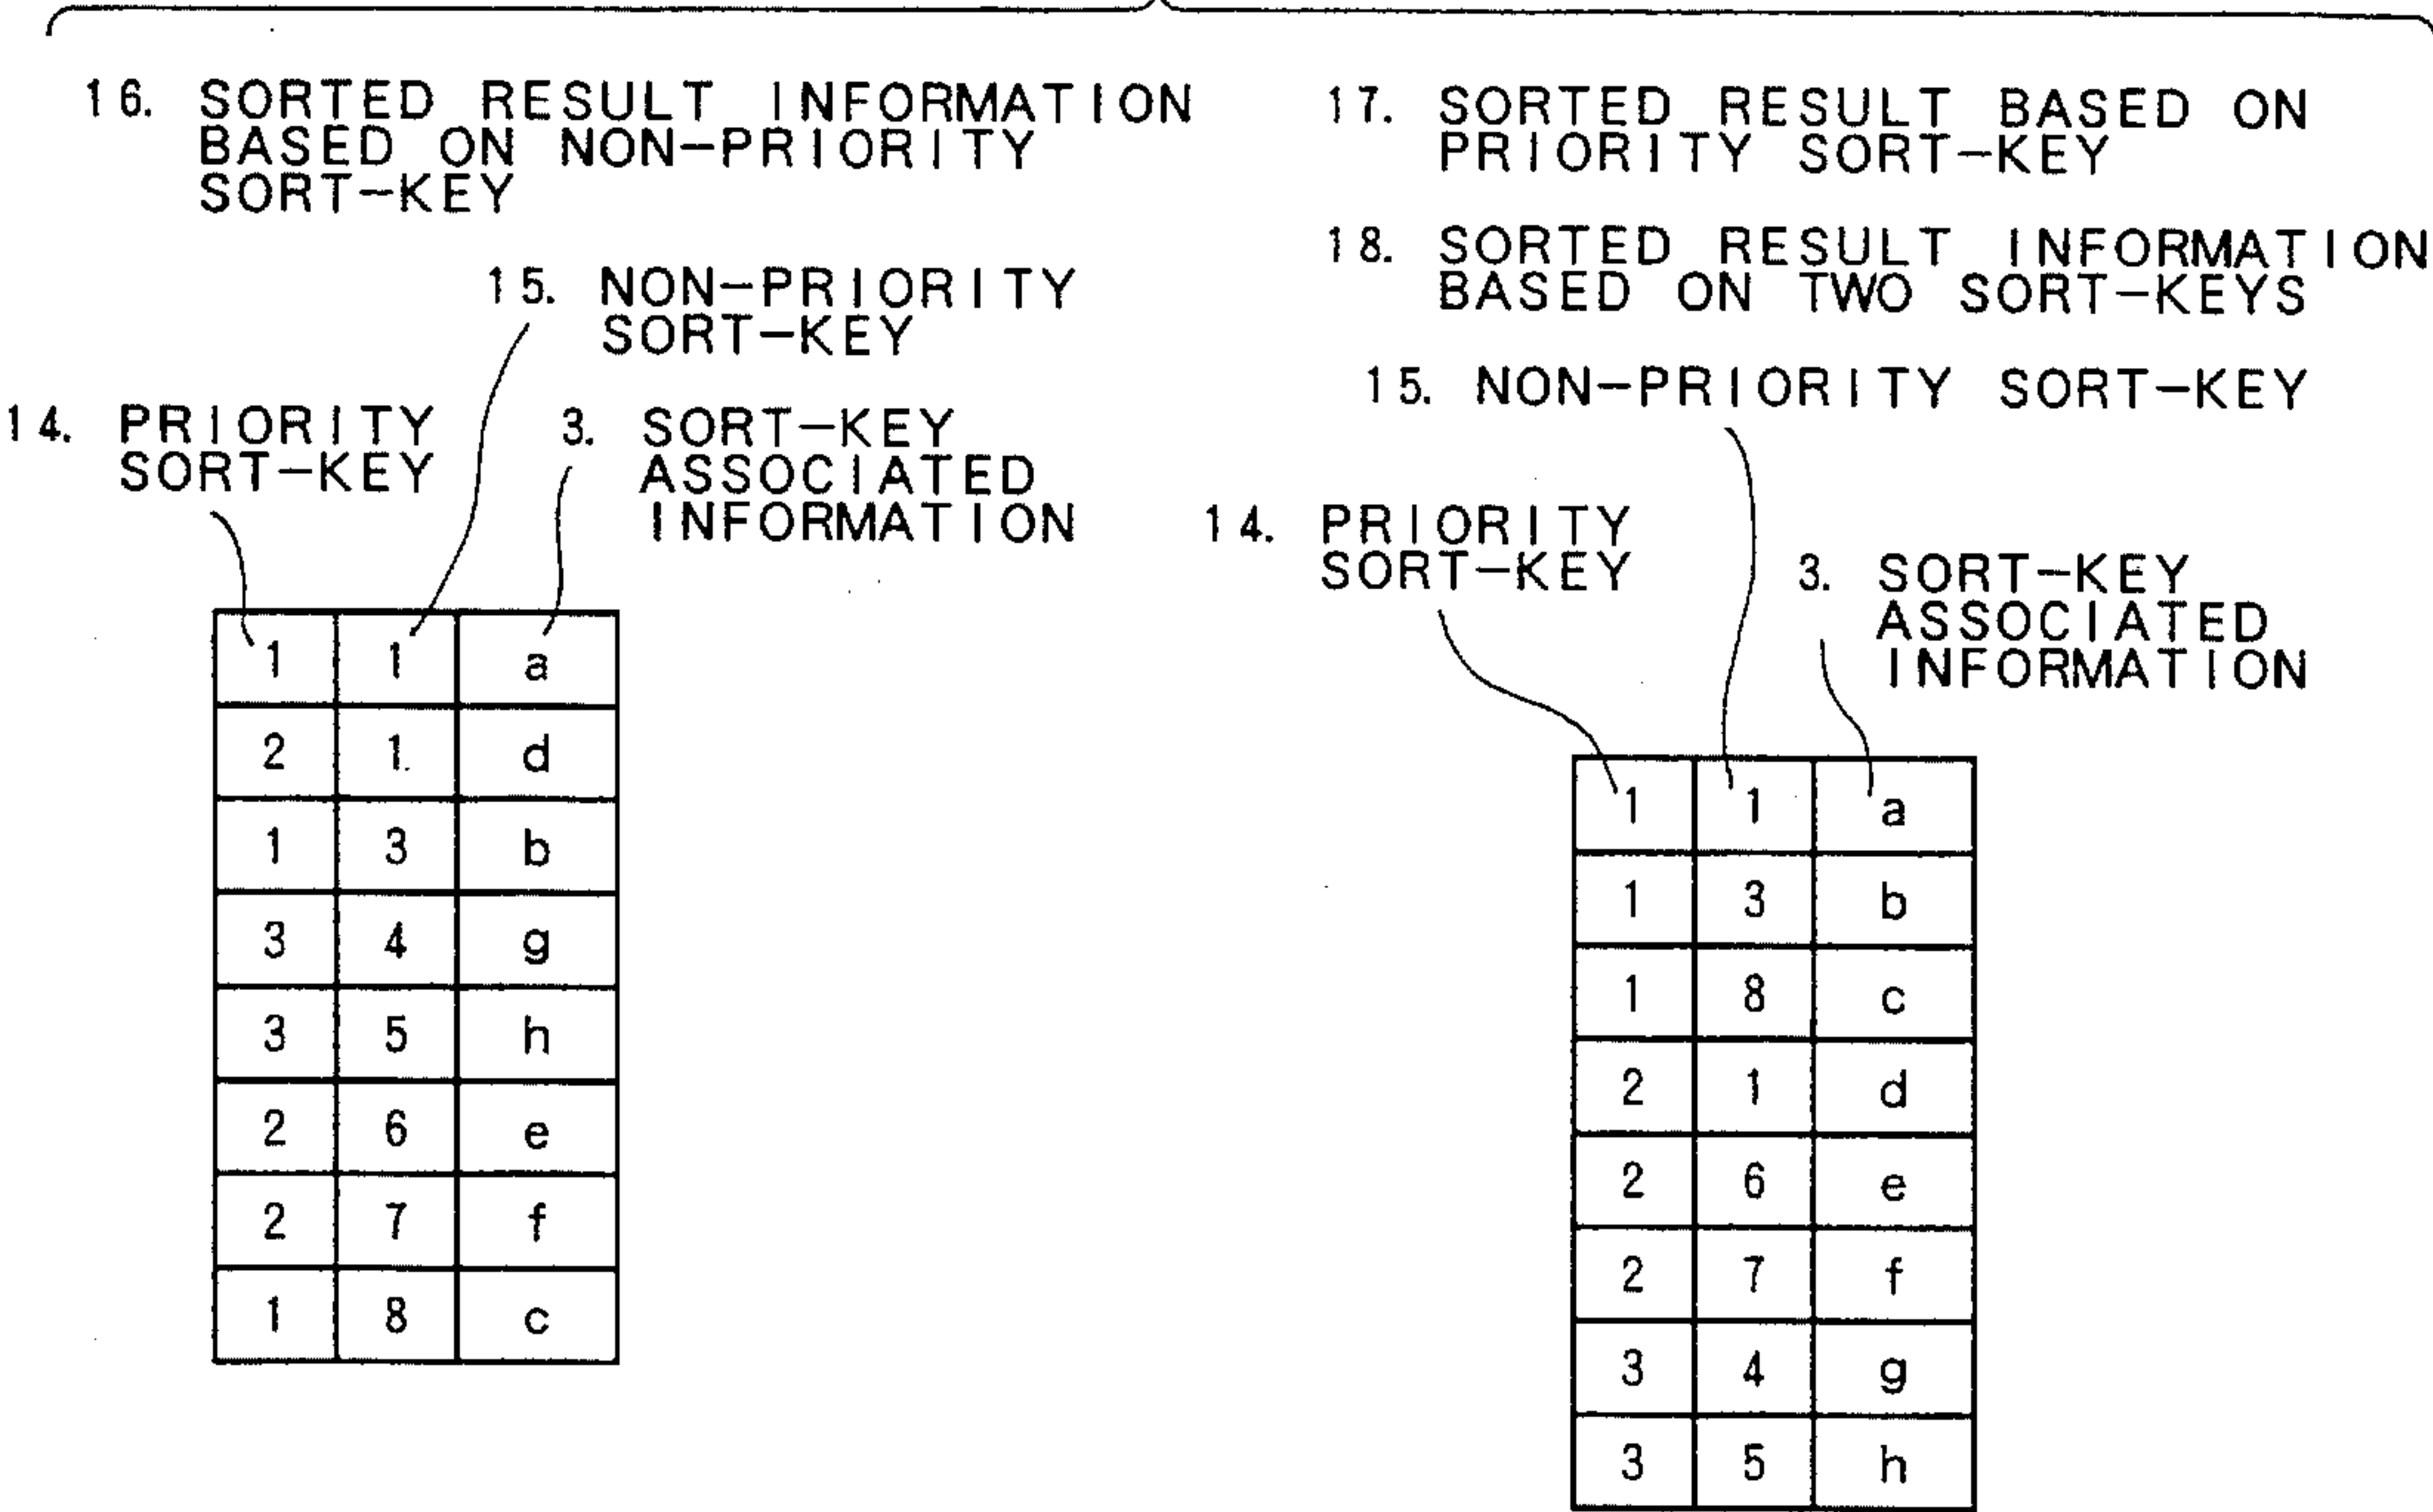 16. SORTED RESULT INFORMATION
BASED ON NON-PRIORITY
SORT-KEY
15. NON-PRIORITY
SORT-KEY
14. PRIORITY
SORT-KEY
3. SORT-KEY
ASSOCIATED
INFORMATION
1 1 a
2 1 d
1 3 b
3 4 g
3 5 h
2 6 e
2 7 f
1 8 c
17. SORTED RESULT BASED ON
PRIORITY SORT-KEY
18. SORTED RESULT INFORMATION
BASED ON TWO SORT-KEYS
15. NON-PRIORITY SORT-KEY
14. PRIORITY
SORT-KEY
3. SORT-KEY
ASSOCIATED
INFORMATION
1 1 a
1 3 b
1 8 c
2 1 d
2 6 e
2 7 f
3 4 g
3 5 h